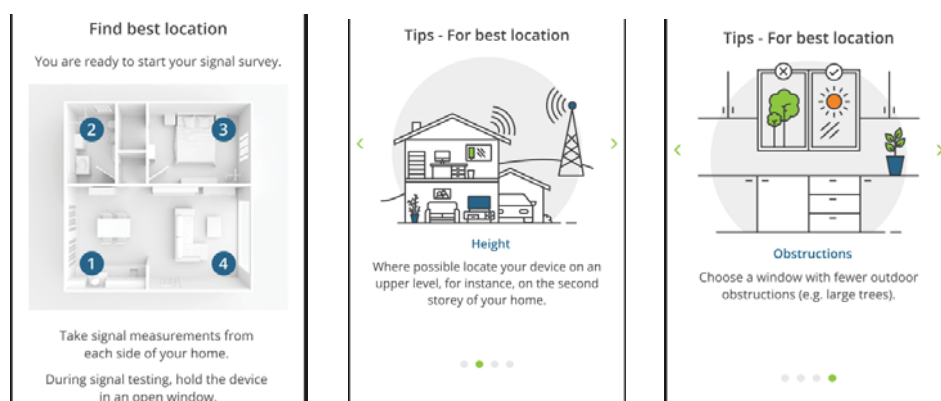 Find best location
You are ready to start your signal survey.
2
3
1
4
Take signal measurements from
each side of your home.
During signal testing, hold the device
in an open window.
Tips - For best location
Height
Where possible locate your device on an
upper level, for instance, on the second
storey of your home.
Tips - For best location
Obstructions
Choose a window with fewer outdoor
obstructions (e.g. large trees).